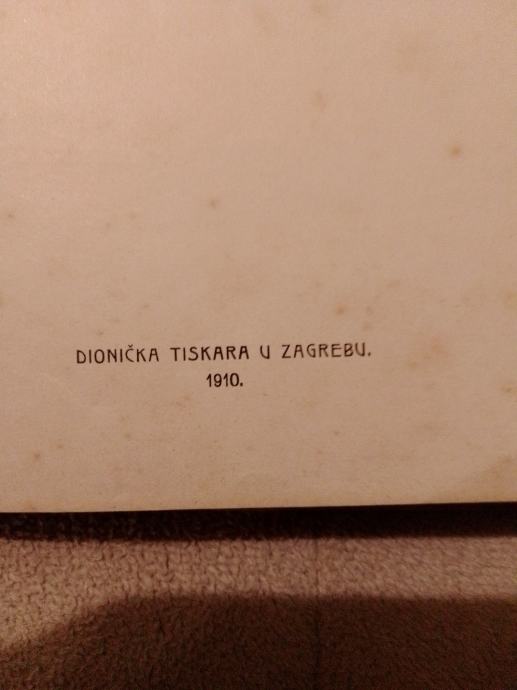 DIONIČKA TISKARA U ZAGREBU.
1910.